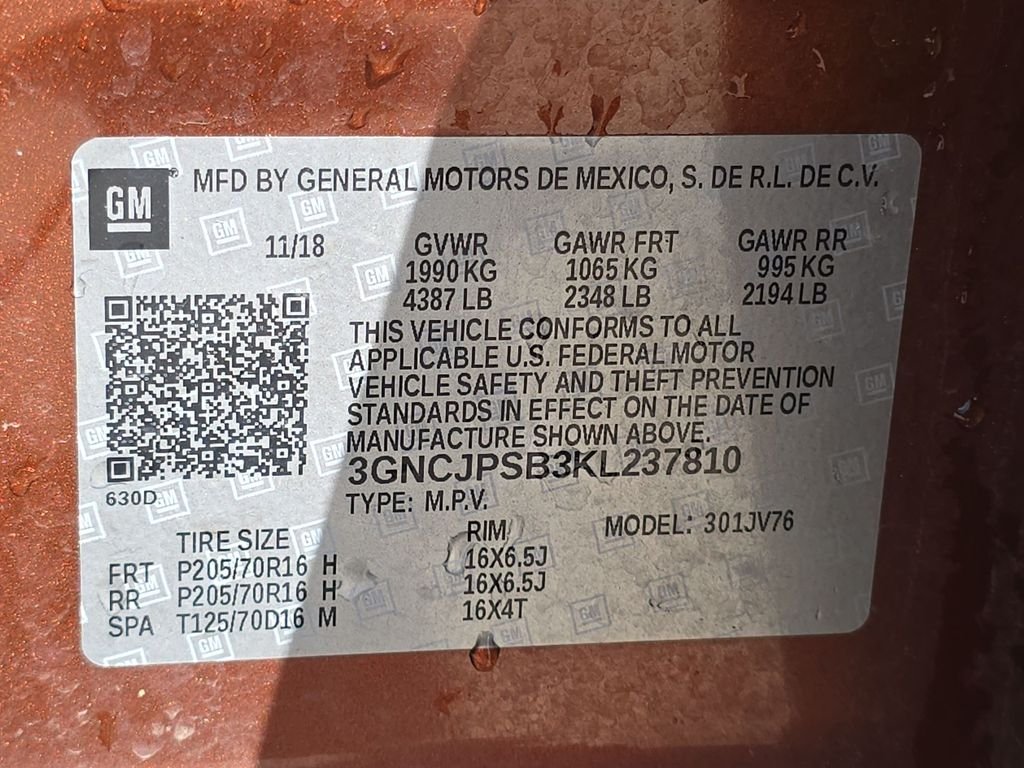 GM® MFD BY GENERAL MOTORS DE MEXICO, S. DE R.L. DE C.V.
11/18 GVWR GAWR FRT GAWR RR
1990 KG 1065 KG 995 KG
4387 LB 2348 LB 2194 LB
THIS VEHICLE CONFORMS TO ALL
APPLICABLE U.S. FEDERAL MOTOR
VEHICLE SAFETY AND THEFT PREVENTION
STANDARDS IN EFFECT ON THE DATE OF
MANUFACTURE SHOWN ABOVE.
3GNCJPSB3KL237810
630D
TYPE: M.P.V.
MODEL: 301JV76
TIRE SIZE RIM
FRT P205/70R16 H 16X6.5J
RR P205/70R16 H 16X6.5J
SPA T125/70D16 M 16X4T